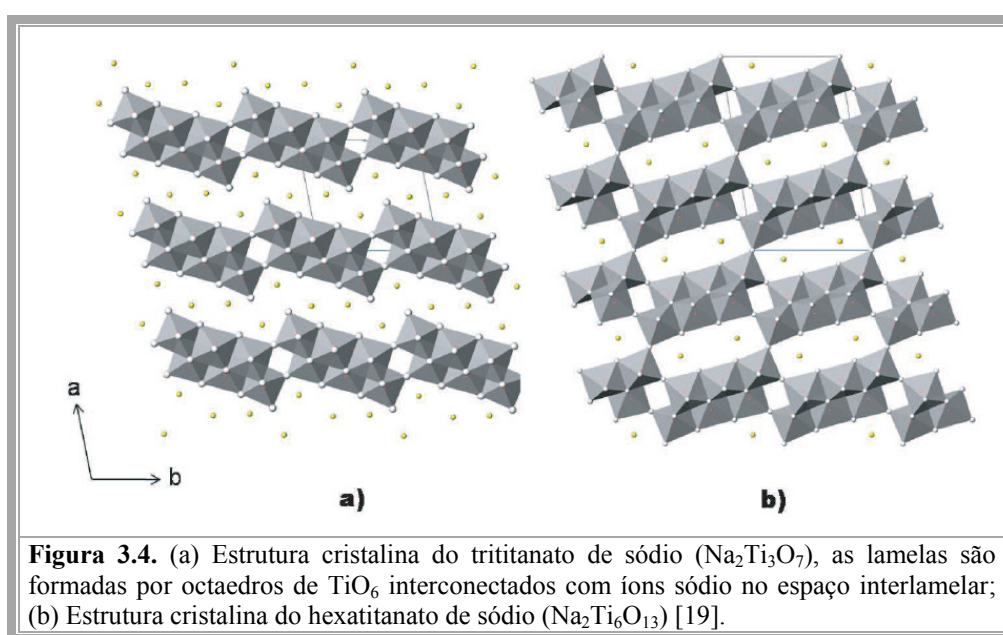 a
b
a)
b)
Figura 3.4. (a) Estrutura cristalina do trititanato de sódio (Na₂Ti₃O₇), as lamelas são
formadas por octaedros de TiO₆ interconectados com íons sódio no espaço interlamelar;
(b) Estrutura cristalina do hexatitanato de sódio (Na₂Ti₆O₁₃) [19].